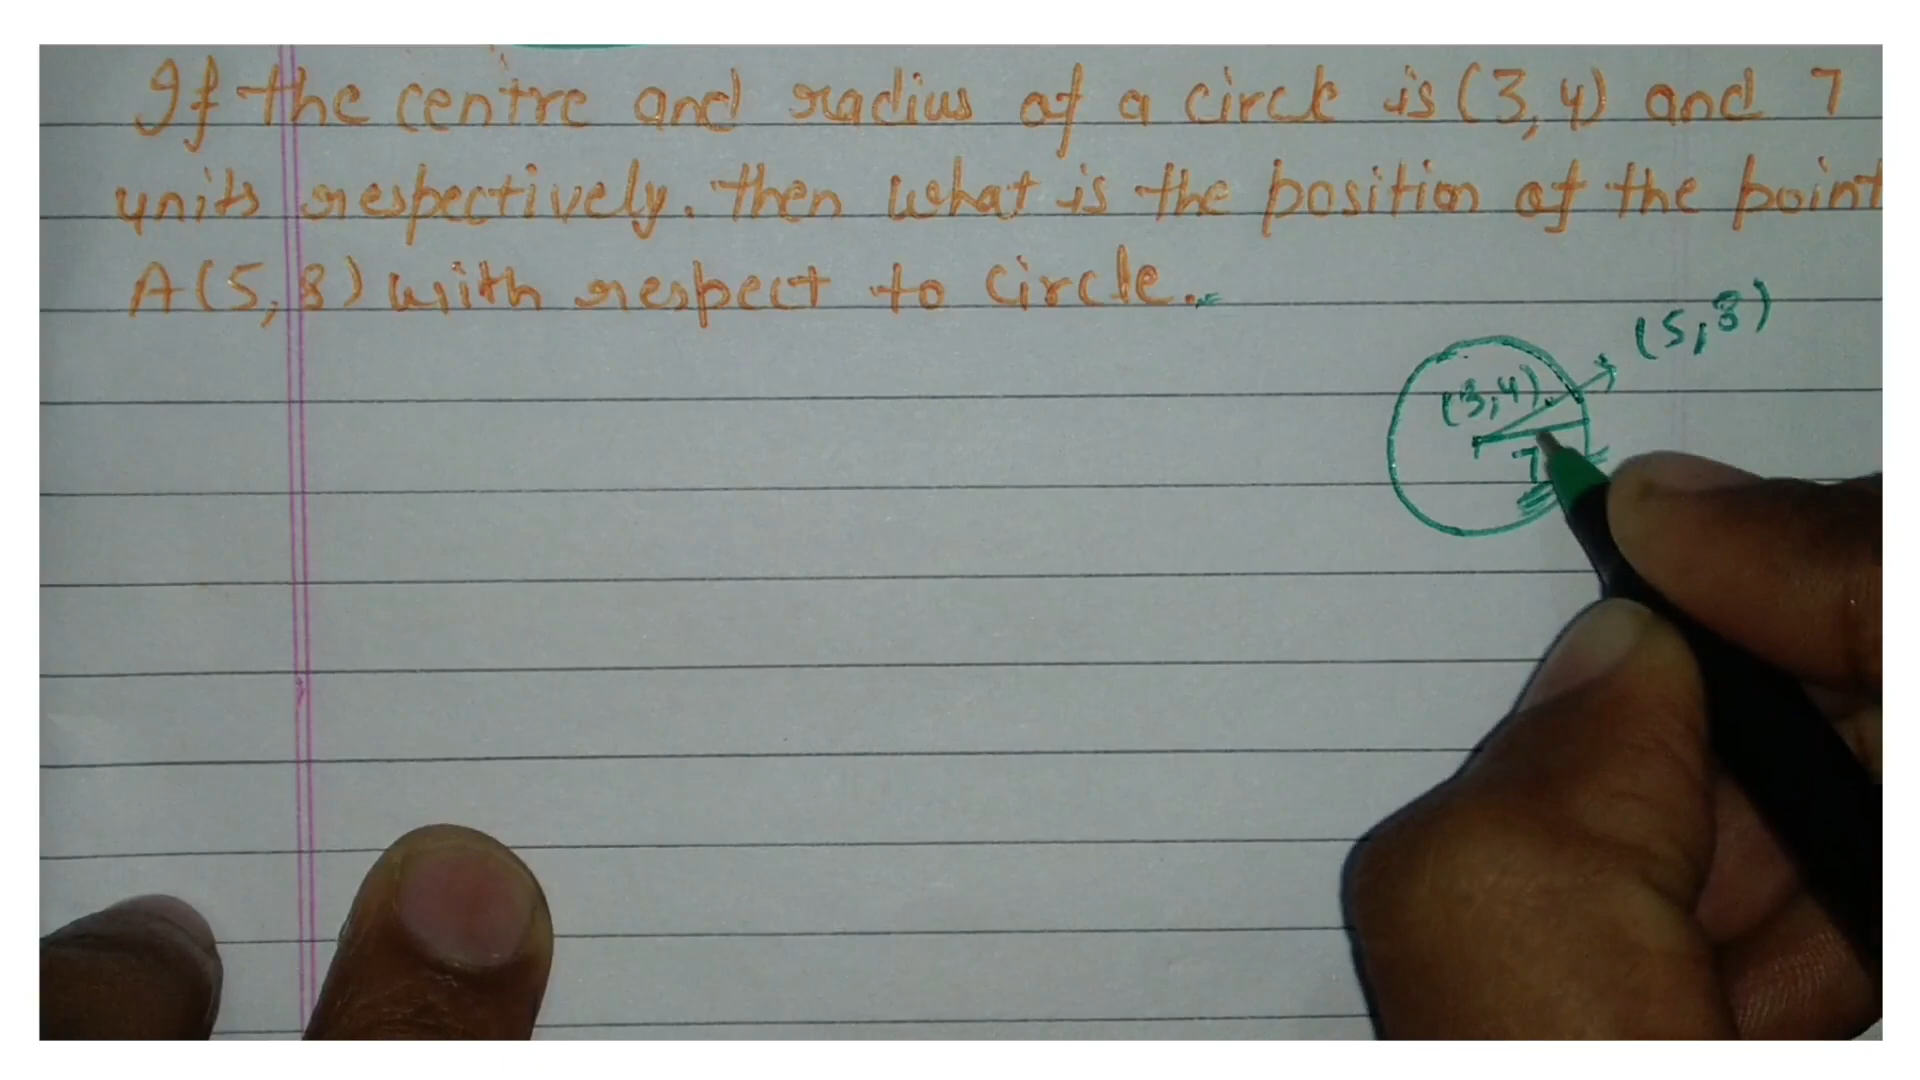 If the centre and radius of a circle is (3,4) and 7
units respectively. then what is the position of the point
A(5,8) with respect to circle.
(5,8)
(3,4)
7